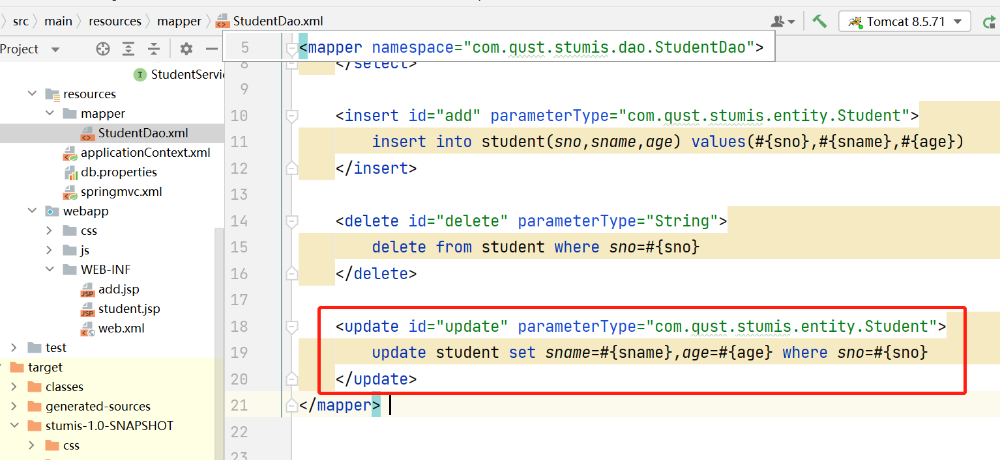 src main resources mapper StudentDao.xml
Tomcat 8.5.71
Project
StudentServic
resources
mapper
StudentDao.xml
applicationContext.xml
db.properties
springmvc.xml
webapp
css
js
WEB-INF
JSP add.jsp
JSP student.jsp
web.xml
test
target
classes
generated-sources
stumis-1.0-SNAPSHOT
css
5 <mapper namespace="com.qust.stumis.dao.StudentDao">
8 </select>
9
10 <insert id="add" parameterType="com.qust.stumis.entity.Student">
11 insert into student(sno,sname,age) values(#{sno},#{sname},#{age})
12 </insert>
13
14 <delete id="delete" parameterType="String">
15 delete from student where sno=#{sno}
16 </delete>
17
18 <update id="update" parameterType="com.qust.stumis.entity.Student">
19 update student set sname=#{sname},age=#{age} where sno=#{sno}
20 </update>
21 </mapper>
22
23